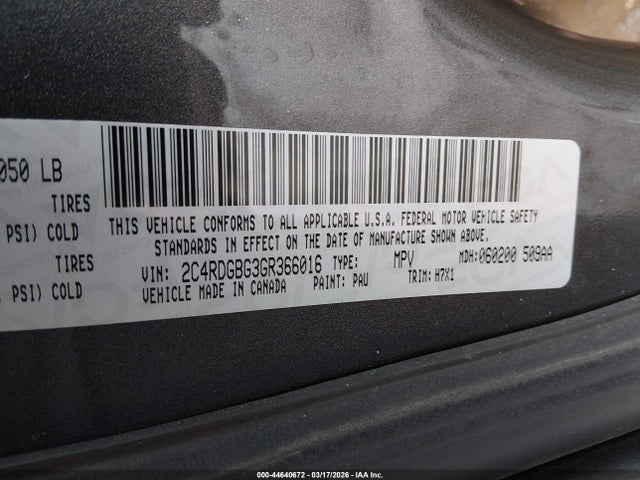 050 LB
TIRES
PSI) COLD
TIRES
PSI) COLD
THIS VEHICLE CONFORMS TO ALL APPLICABLE U.S.A. FEDERAL MOTOR VEHICLE SAFETY
STANDARDS IN EFFECT ON THE DATE OF MANUFACTURE SHOWN ABOVE.
VIN: 2C4RDGBG3GR366016 TYPE: MPV MDH:060200 509AA
VEHICLE MADE IN CANADA PAINT: PAU TRIM: H7X1
000-44640672 | 03/17/2026 | IAA Inc.